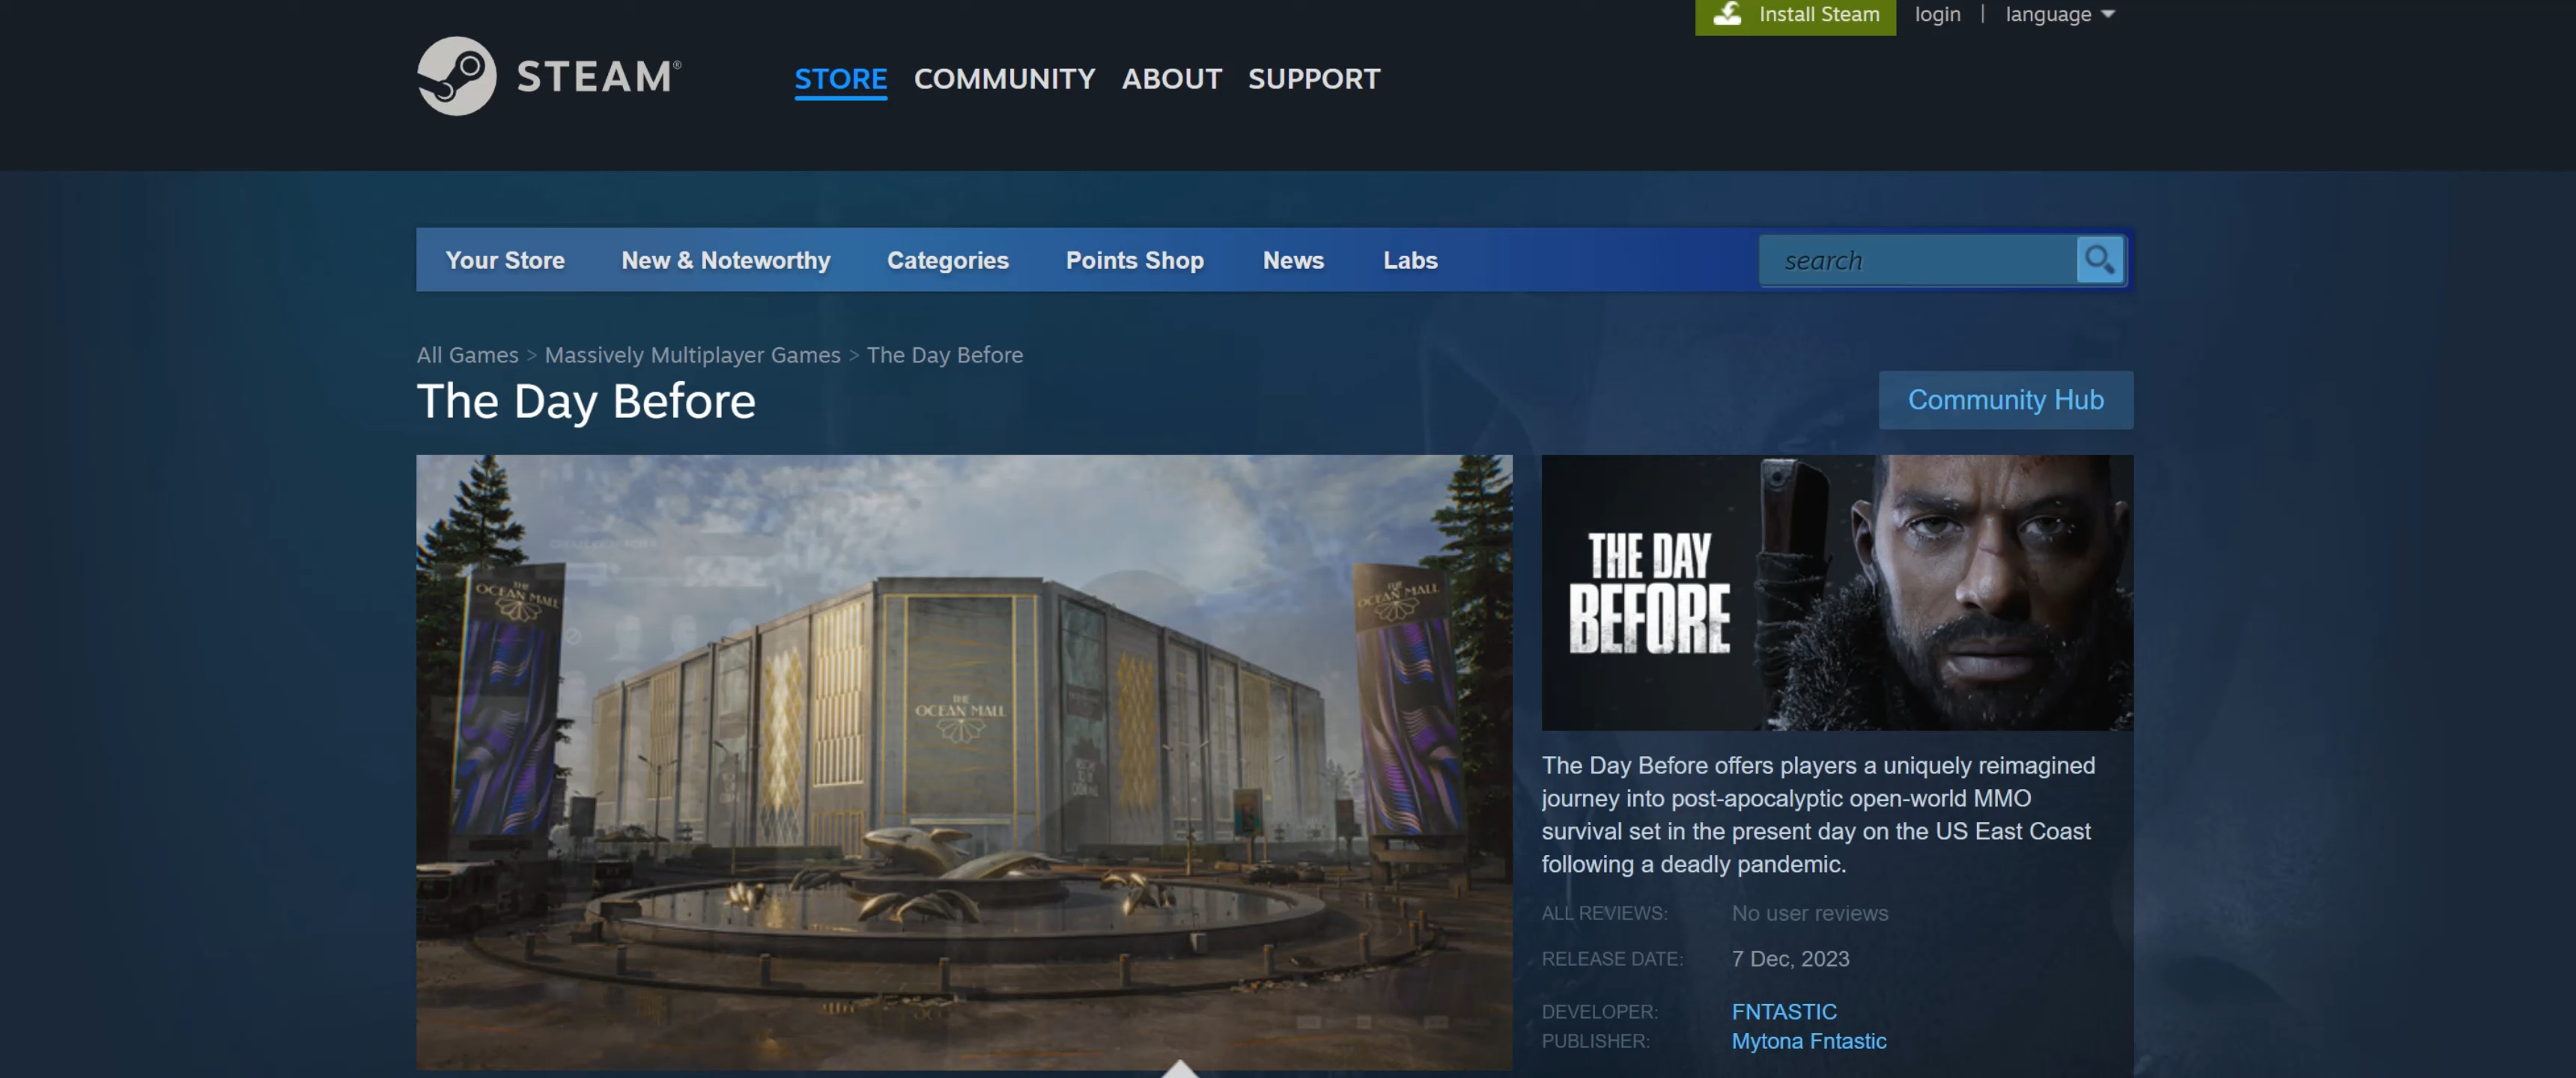 Install Steam
login | language
STEAM®
STORE COMMUNITY ABOUT SUPPORT
Your Store New & Noteworthy Categories Points Shop News Labs
search
All Games > Massively Multiplayer Games > The Day Before
The Day Before
Community Hub
THE
OCEAN MALL
THE
OCEAN MALL
THE
OCEAN MALL
THE DAY
BEFORE
The Day Before offers players a uniquely reimagined
journey into post-apocalyptic open-world MMO
survival set in the present day on the US East Coast
following a deadly pandemic.
ALL REVIEWS: No user reviews
RELEASE DATE: 7 Dec, 2023
DEVELOPER: FNTASTIC
PUBLISHER: Mytona Fntastic